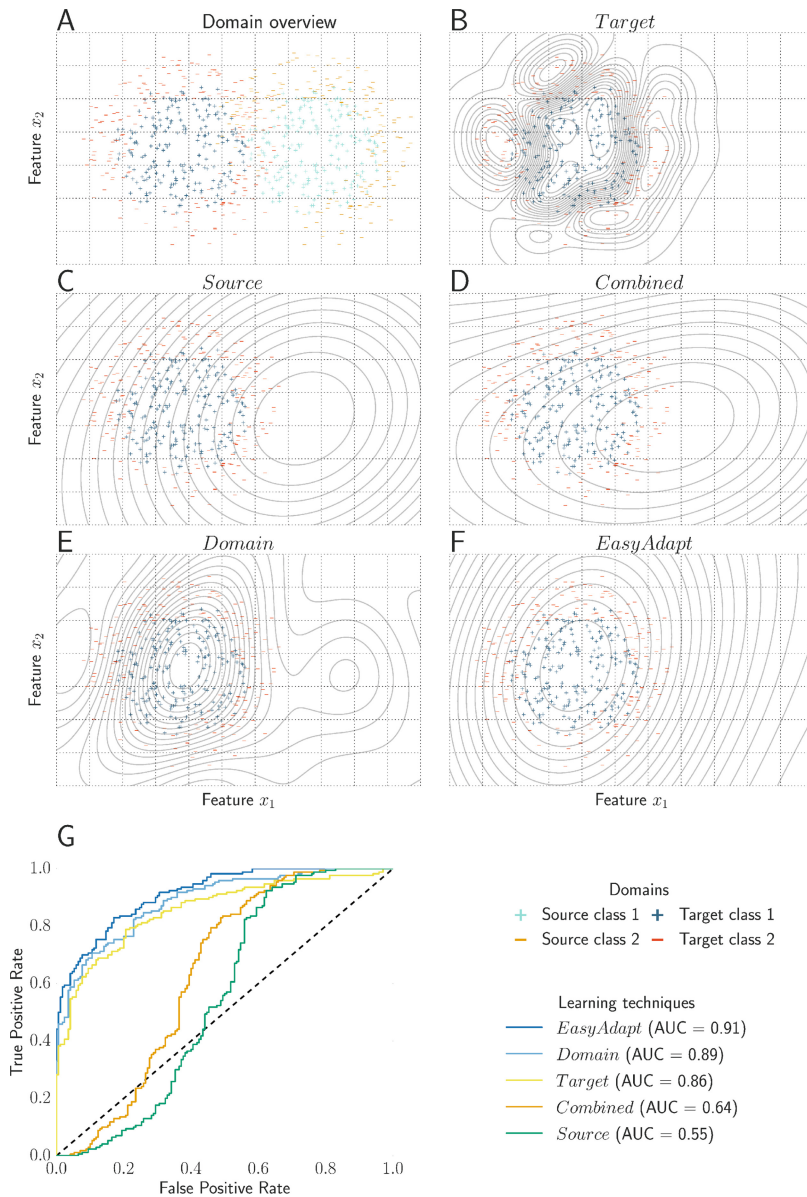 A Domain overview
B Target
Feature x₂
C Source
D Combined
Feature x₂
E Domain
F EasyAdapt
Feature x₂
Feature x₁
Feature x₁
G
1.0
0.8
0.6
0.4
0.2
0.0
True Positive Rate
0.0 0.2 0.4 0.6 0.8 1.0
False Positive Rate
Domains
+ Source class 1 + Target class 1
− Source class 2 − Target class 2
Learning techniques
EasyAdapt (AUC = 0.91)
Domain (AUC = 0.89)
Target (AUC = 0.86)
Combined (AUC = 0.64)
Source (AUC = 0.55)